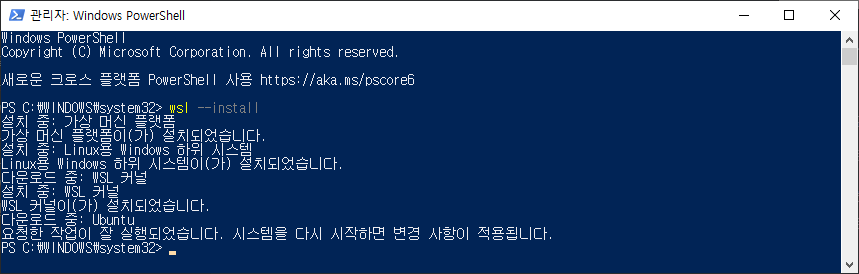 관리자: Windows PowerShell
Windows PowerShell
Copyright (C) Microsoft Corporation. All rights reserved.
새로운 크로스 플랫폼 PowerShell 사용 https://aka.ms/pscore6
PS C:₩WINDOWS₩system32> wsl --install
설치 중: 가상 머신 플랫폼
가상 머신 플랫폼이(가) 설치되었습니다.
설치 중: Linux용 Windows 하위 시스템
Linux용 Windows 하위 시스템이(가) 설치되었습니다.
다운로드 중: WSL 커널
설치 중: WSL 커널
WSL 커널이(가) 설치되었습니다.
다운로드 중: Ubuntu
요청한 작업이 잘 실행되었습니다. 시스템을 다시 시작하면 변경 사항이 적용됩니다.
PS C:₩WINDOWS₩system32>